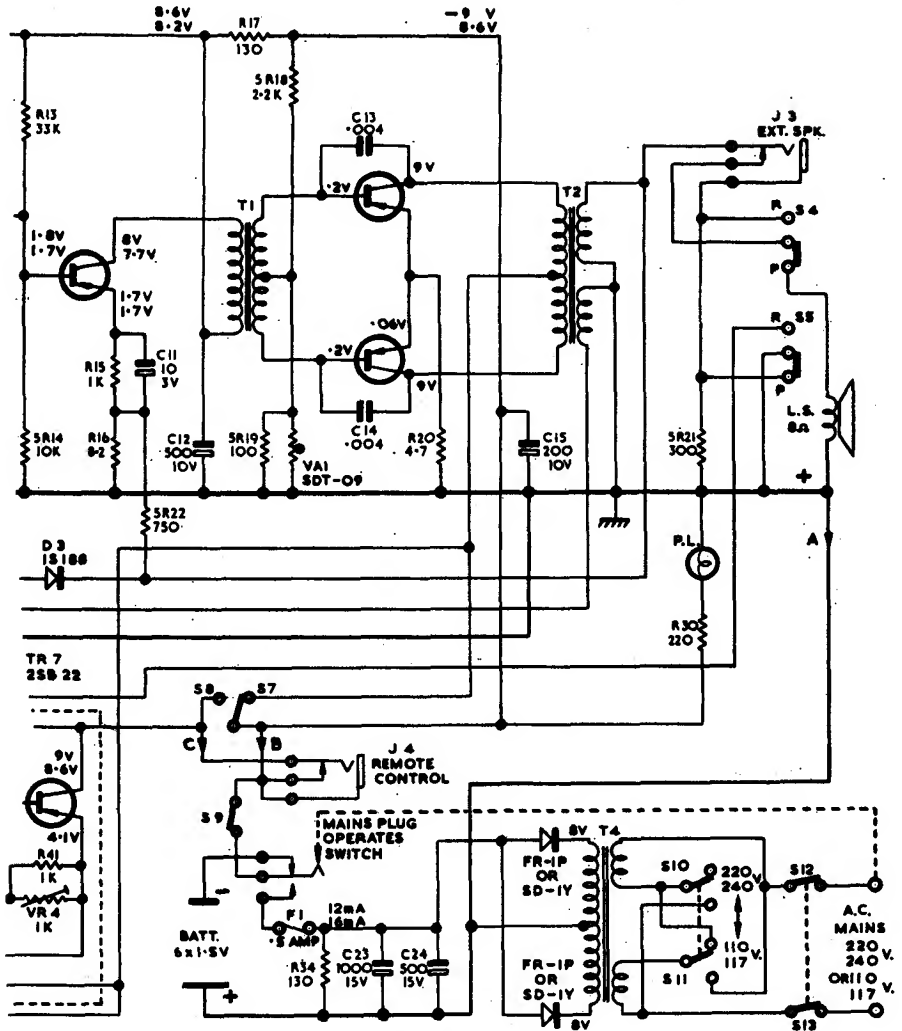 8.6V
8.2V
R17
130
-9 V
8.6V
5R18
2.2K
R13
33K
C13
.004
J 3
EXT. SPK.
9V
.2V
T1
T2
R
S4
1.8V
1.7V
8V
7.7V
P
1.7V
1.7V
.06V
.2V
R
S5
R15
1K
C11
10
3V
9V
P
L.S.
8Ω
5R14
10K
R16
8.2
C12
500
10V
5R19
100
C14
.004
R20
4.7
C15
200
10V
5R21
300
VA1
SDT-09
+
5R22
750
D3
1S188
P.L.
A
R30
220
TR 7
2SB 22
S8
S7
C
B
J 4
REMOTE
CONTROL
9V
8.6V
S9
MAINS PLUG
OPERATES
SWITCH
4.1V
R41
1K
VR4
1K
8V
FR-1P
OR
SD-1Y
T4
S10
220
240 V.
S12
-
BATT.
6x1.5V
F1
.5 AMP
12mA
16mA
A.C.
MAINS
220
240 V.
OR 110
117 V.
R34
130
C23
1000
15V
C24
500
15V
FR-1P
OR
SD-1Y
S11
110
117 V.
+
8V
S13